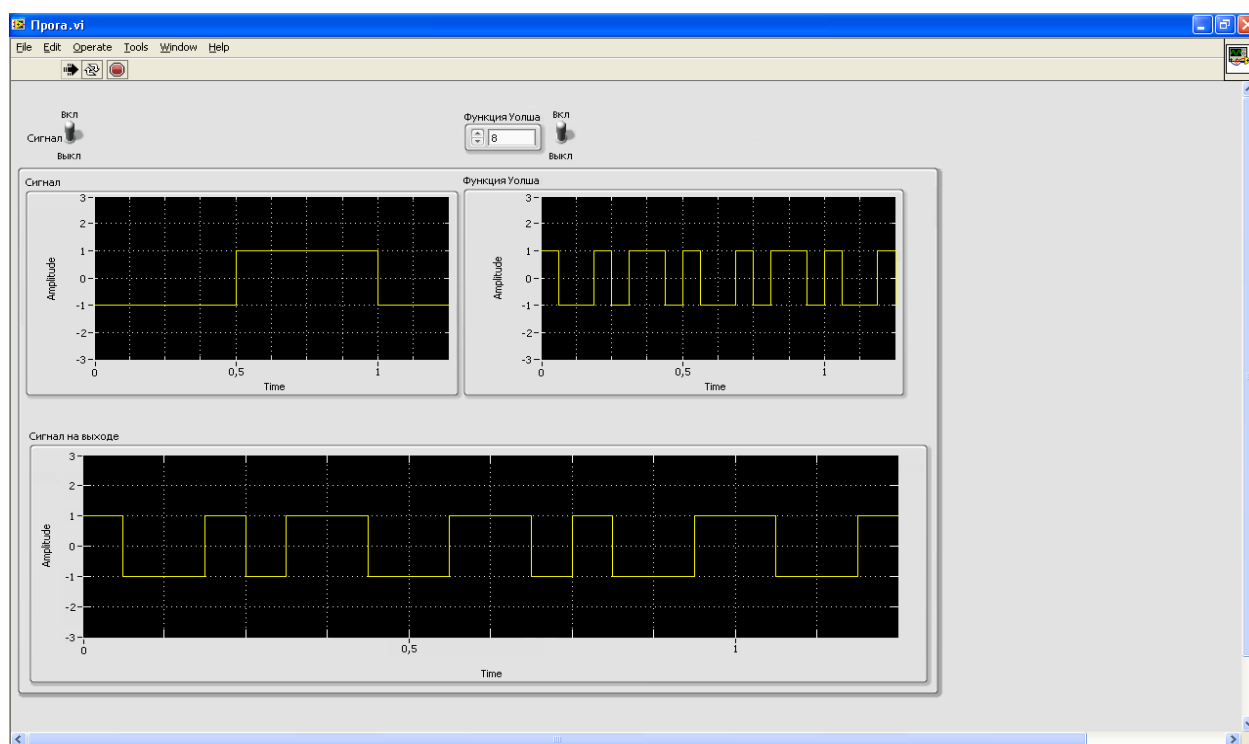 Прога.vi
File Edit Operate Tools Window Help
Вкл
Сигнал
Выкл
Функция Уолша
8
Вкл
Выкл
Сигнал
3
2
1
0
-1
-2
-3
Amplitude
0 0,5 1
Time
Функция Уолша
3
2
1
0
-1
-2
-3
Amplitude
0 0,5 1
Time
Сигнал на выходе
3
2
1
0
-1
-2
-3
Amplitude
0 0,5 1
Time